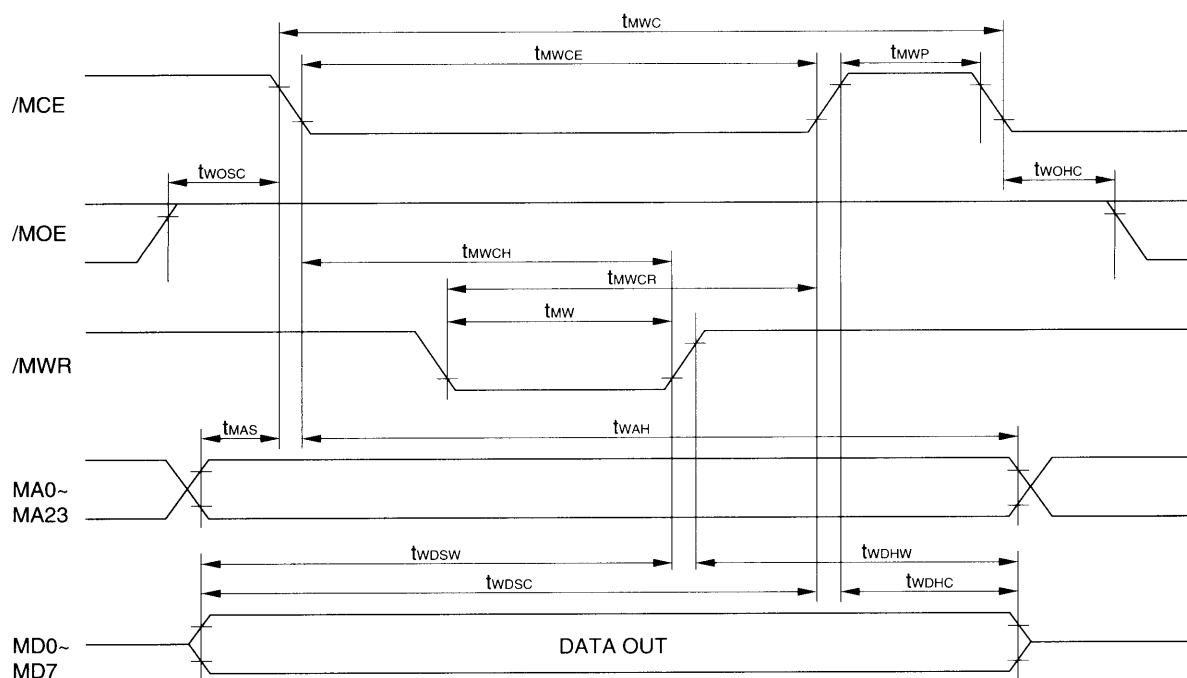 tMWC
tMWCE
tMWP
/MCE
tWOSC
tWOHC
/MOE
tMWCH
tMWCR
tMW
/MWR
tMAS
tWAH
MA0~
MA23
tWDSW
tWDHW
tWDSC
tWDHC
MD0~
MD7
DATA OUT